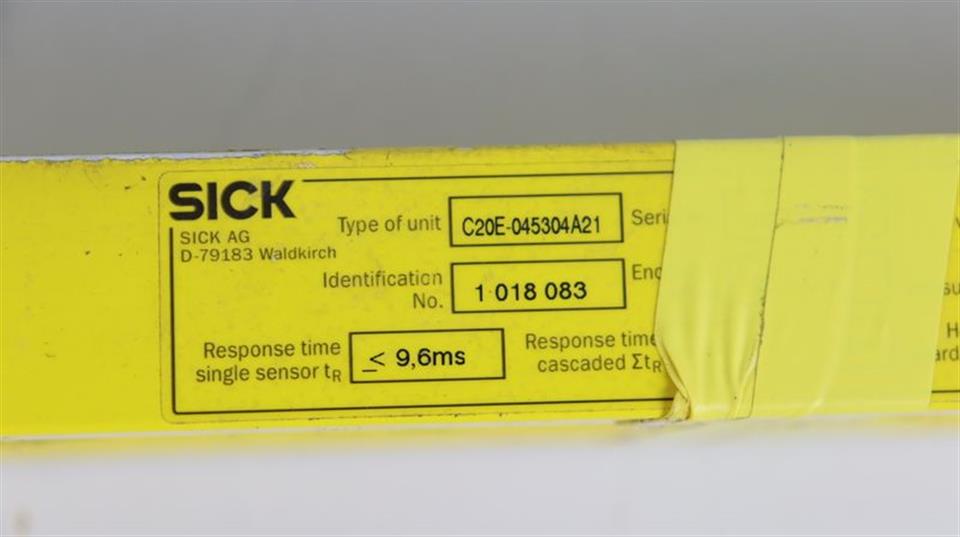 SICK
SICK AG
D-79183 Waldkirch
Type of unit C20E-045304A21
Identification
No. 1 018 083
Response time
single sensor tR _< 9,6ms
Response time
cascaded ΣtR